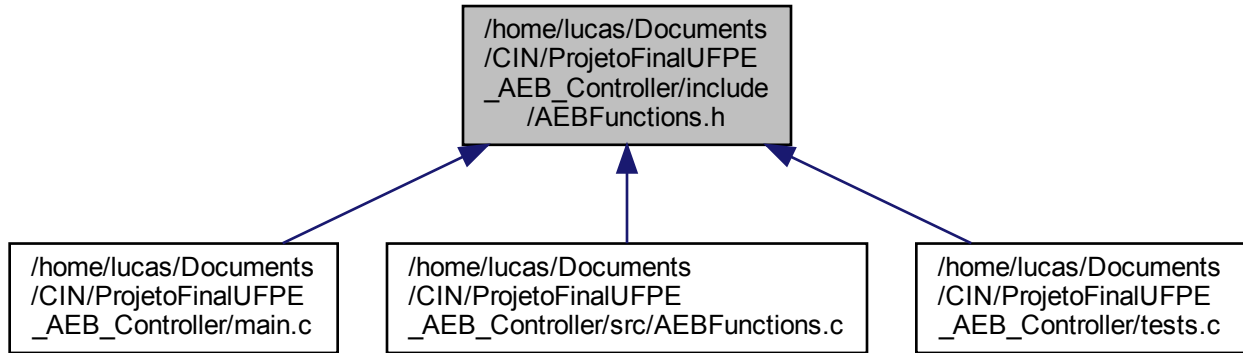 /home/lucas/Documents
/CIN/ProjetoFinalUFPE
_AEB_Controller/include
/AEBFunctions.h
/home/lucas/Documents
/CIN/ProjetoFinalUFPE
_AEB_Controller/main.c
/home/lucas/Documents
/CIN/ProjetoFinalUFPE
_AEB_Controller/src/AEBFunctions.c
/home/lucas/Documents
/CIN/ProjetoFinalUFPE
_AEB_Controller/tests.c